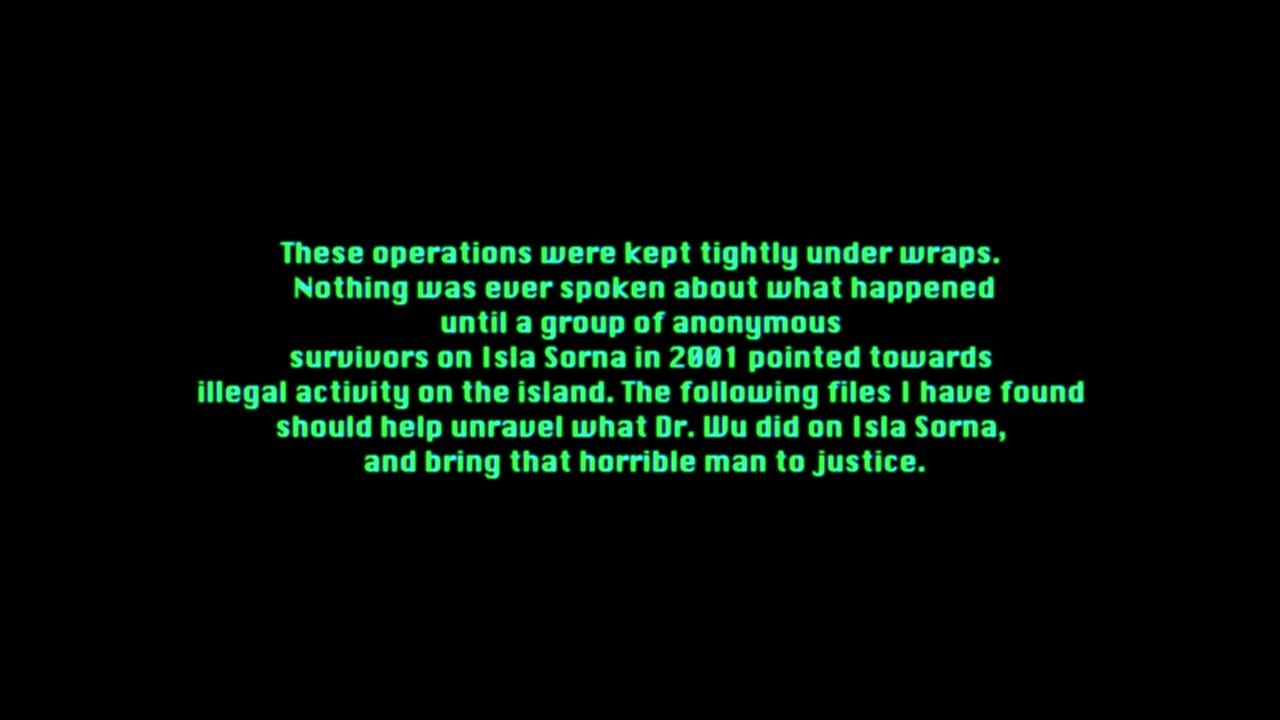 These operations were kept tightly under wraps.
Nothing was ever spoken about what happened
until a group of anonymous
survivors on Isla Sorna in 2001 pointed towards
illegal activity on the island. The following files I have found
should help unravel what Dr. Wu did on Isla Sorna,
and bring that horrible man to justice.